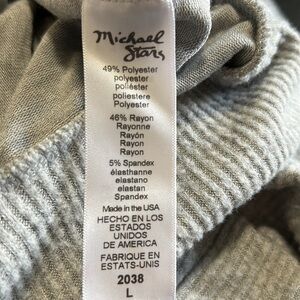 Michael
Stars
49% Polyester
polyester
poliéster
poliestere
Polyester
46% Rayon
Rayonne
Rayón
Rayon
Rayon
5% Spandex
élasthanne
elastano
elastan
Spandex
Made in the USA
HECHO EN LOS
ESTADOS
UNIDOS
DE AMERICA
FABRIQUE EN
ESTATS-UNIS
2038
L